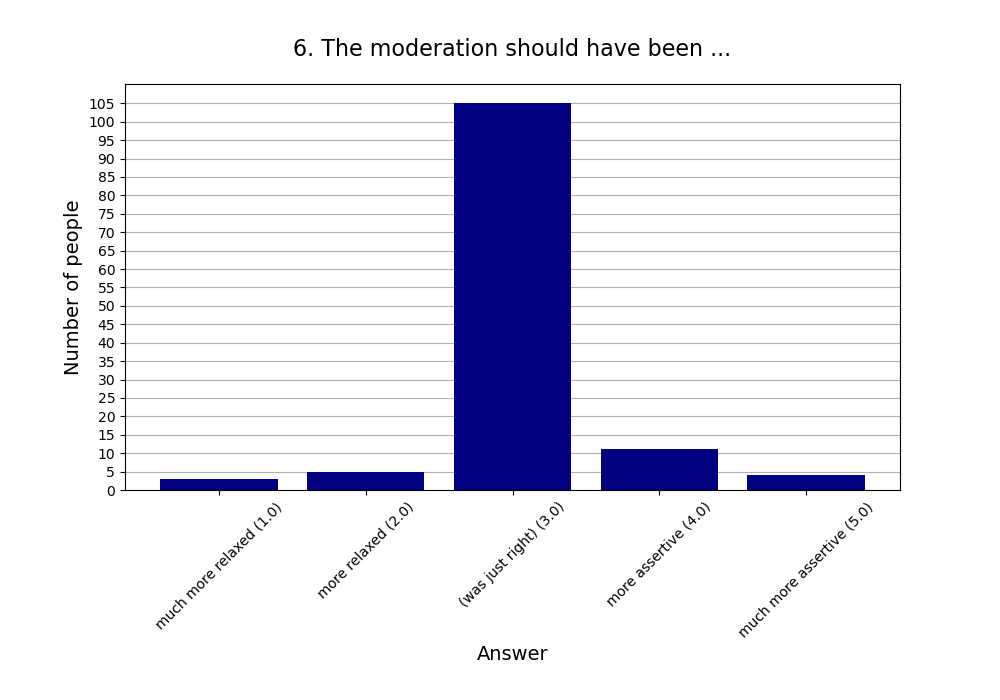 6. The moderation should have been ...
Number of people
105
100
95
90
85
80
75
70
65
60
55
50
45
40
35
30
25
20
15
10
5
0
much more relaxed (1.0)
more relaxed (2.0)
(was just right) (3.0)
more assertive (4.0)
much more assertive (5.0)
Answer